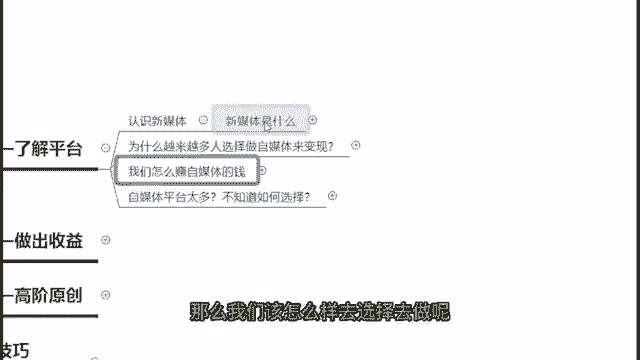 认识新媒体 新媒体是什么
为什么越来越多人选择做自媒体来变现?
了解平台
我们怎么赚自媒体的钱
自媒体平台太多?不知道如何选择?
做出收益
高阶原创
那么我们该怎么样去选择去做呢
技巧